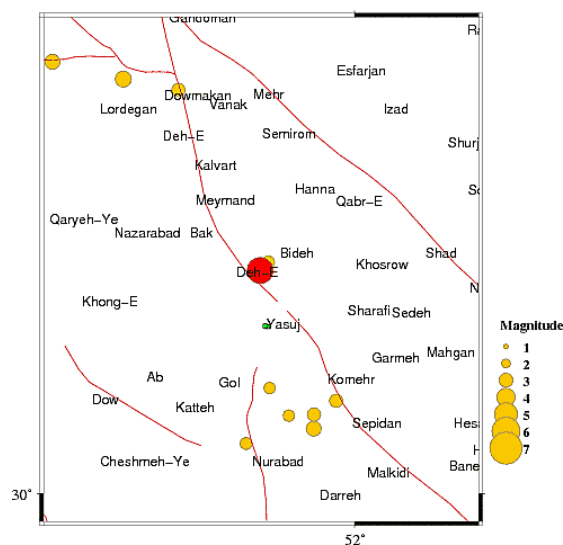 Gandoman
Ra
Esfarjan
Mehr
Dowmakan
Vanak
Izad
Lordegan
Semirom
Deh-E
Shurj
Kalvart
Hanna
Meymand
Qabr-E
Qaryeh-Ye
Nazarabad
Bak
Bideh
Shad
Khosrow
Deh-E
N
Khong-E
Sharafi
Sedeh
Yasuj
Magnitude
1
2
3
4
5
6
7
Mahgan
Garmeh
Ab
Gol
Komehr
Dow
Katteh
Sepidan
Hesa
Cheshmeh-Ye
Nurabad
H
Bane
Malkidi
30°
Darreh
52°